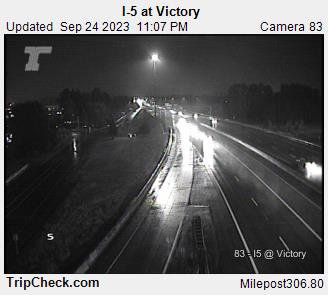 I-5 at Victory
Updated Sep 24 2023 11:07 PM Camera 83
T
S
83 - I5 @ Victory
TripCheck.com Milepost306.80